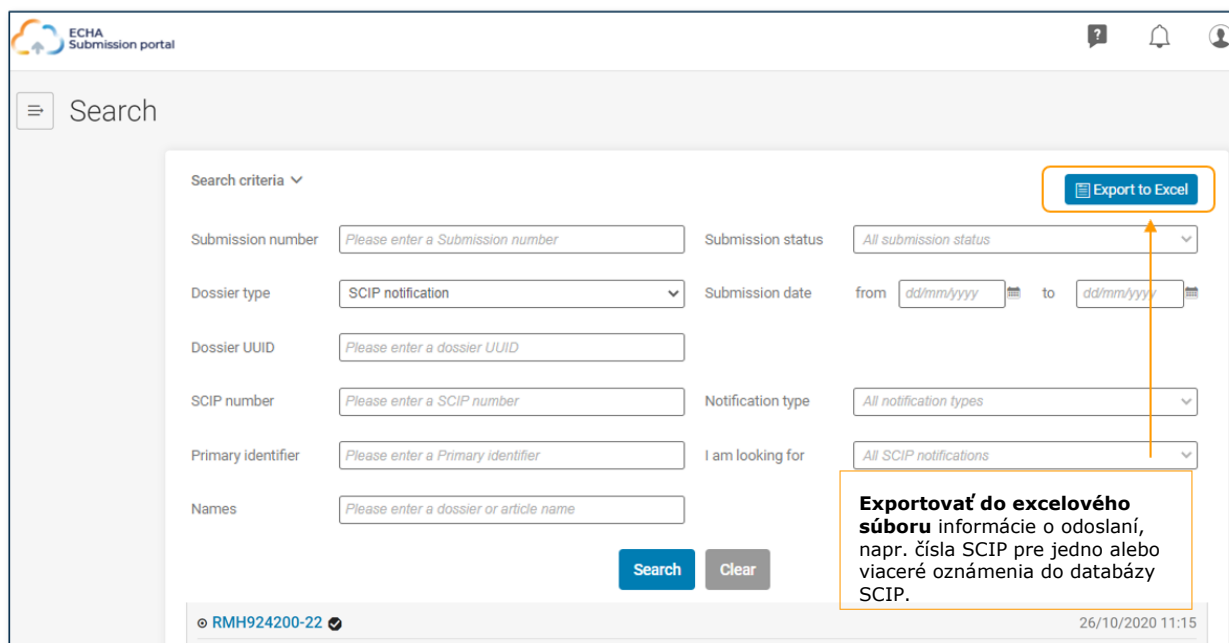 ECHA
Submission portal
Search
Search criteria
Export to Excel
Submission number Please enter a Submission number Submission status All submission status
Dossier type SCIP notification Submission date from dd/mm/yyyy to dd/mm/yyyy
Dossier UUID Please enter a dossier UUID
SCIP number Please enter a SCIP number Notification type All notification types
Primary identifier Please enter a Primary identifier I am looking for All SCIP notifications
Names Please enter a dossier or article name
Exportovať do excelového
súboru informácie o odoslaní,
napr. čísla SCIP pre jedno alebo
viaceré oznámenia do databázy
SCIP.
Search Clear
RMH924200-22 26/10/2020 11:15